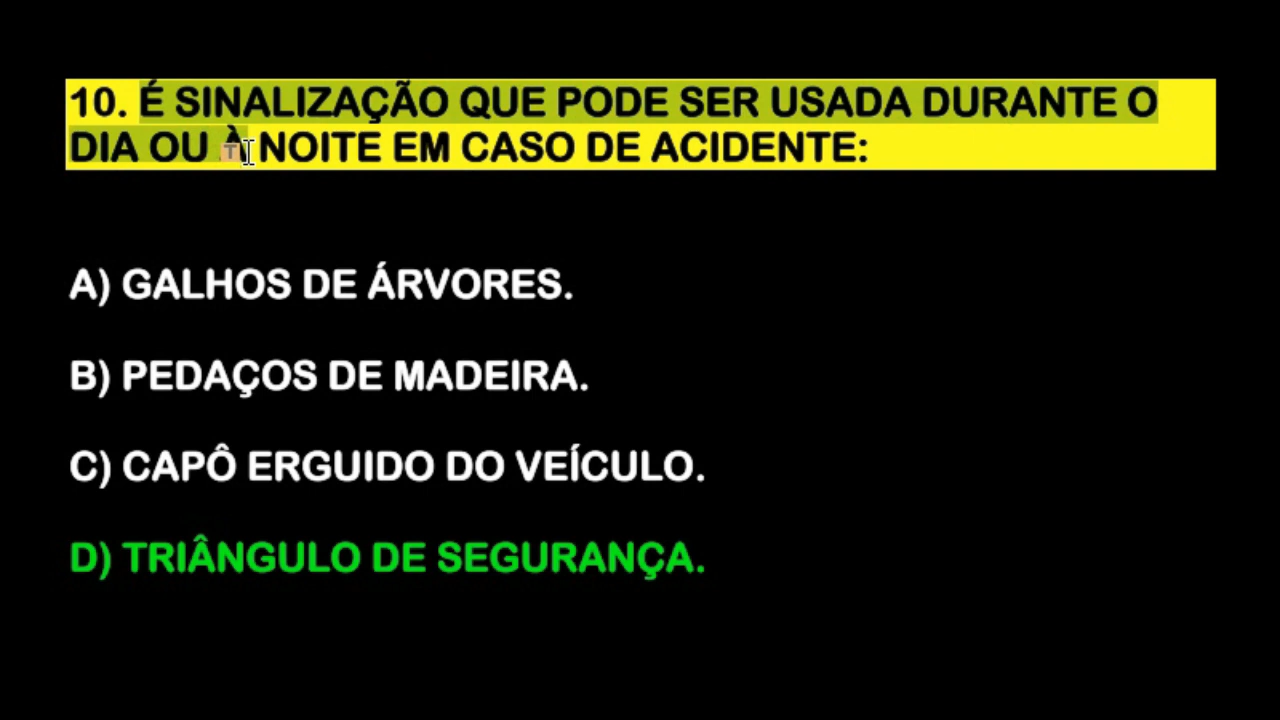 10. É SINALIZAÇÃO QUE PODE SER USADA DURANTE O
DIA OU À NOITE EM CASO DE ACIDENTE:
A) GALHOS DE ÁRVORES.
B) PEDAÇOS DE MADEIRA.
C) CAPÔ ERGUIDO DO VEÍCULO.
D) TRIÂNGULO DE SEGURANÇA.